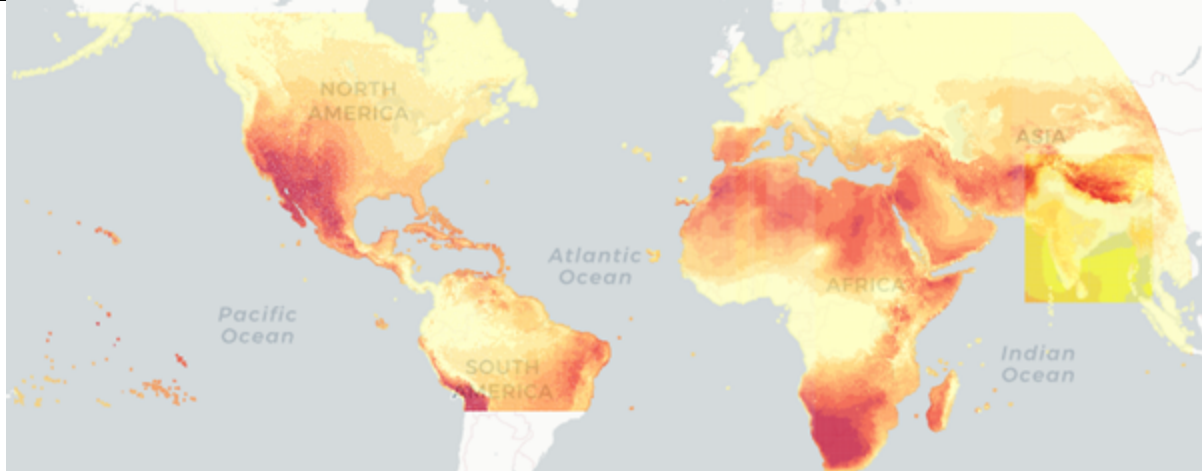 NORTH
AMERICA
ASIA
Atlantic
Ocean
AFRICA
Pacific
Ocean
Indian
Ocean
SOUTH
AMERICA